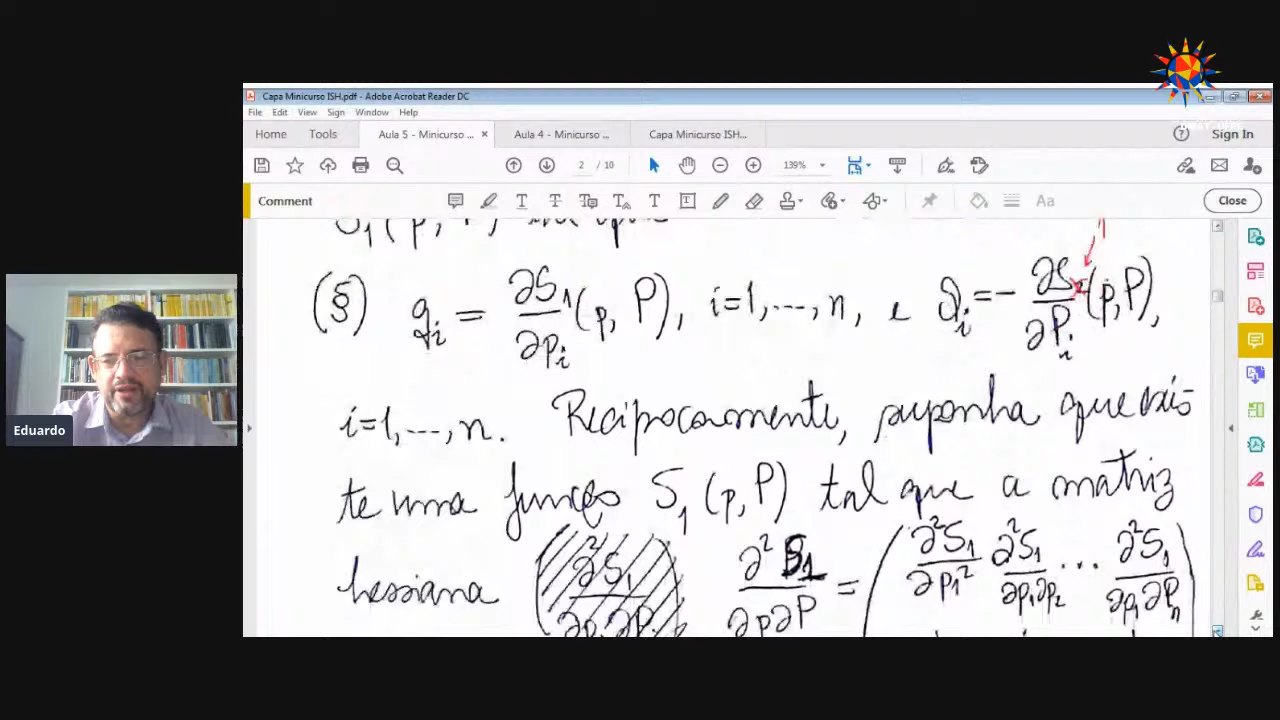 Capa Minicurso ISH.pdf - Adobe Acrobat Reader DC
File Edit View Sign Window Help
Home Tools Aula 5 - Minicurso ... × Aula 4 - Minicurso ... Capa Minicurso ISH... Sign In
2 / 10 139%
Comment Aa Close
S₁(p, P)
1
(§) qᵢ = ∂S₁/∂pᵢ (p, P), i=1,...,n, e Qᵢ = - ∂S/∂Pᵢ (p, P),
i=1,...,n. Reciprocamente, suponha que exis-
te uma função S₁(p, P) tal que a matriz
hessiana ∂²S₁/∂p∂P = ( ∂²S₁/∂p₁² ∂²S₁/∂p₁∂p₂ ... ∂²S₁/∂p₁∂Pₙ )
Eduardo